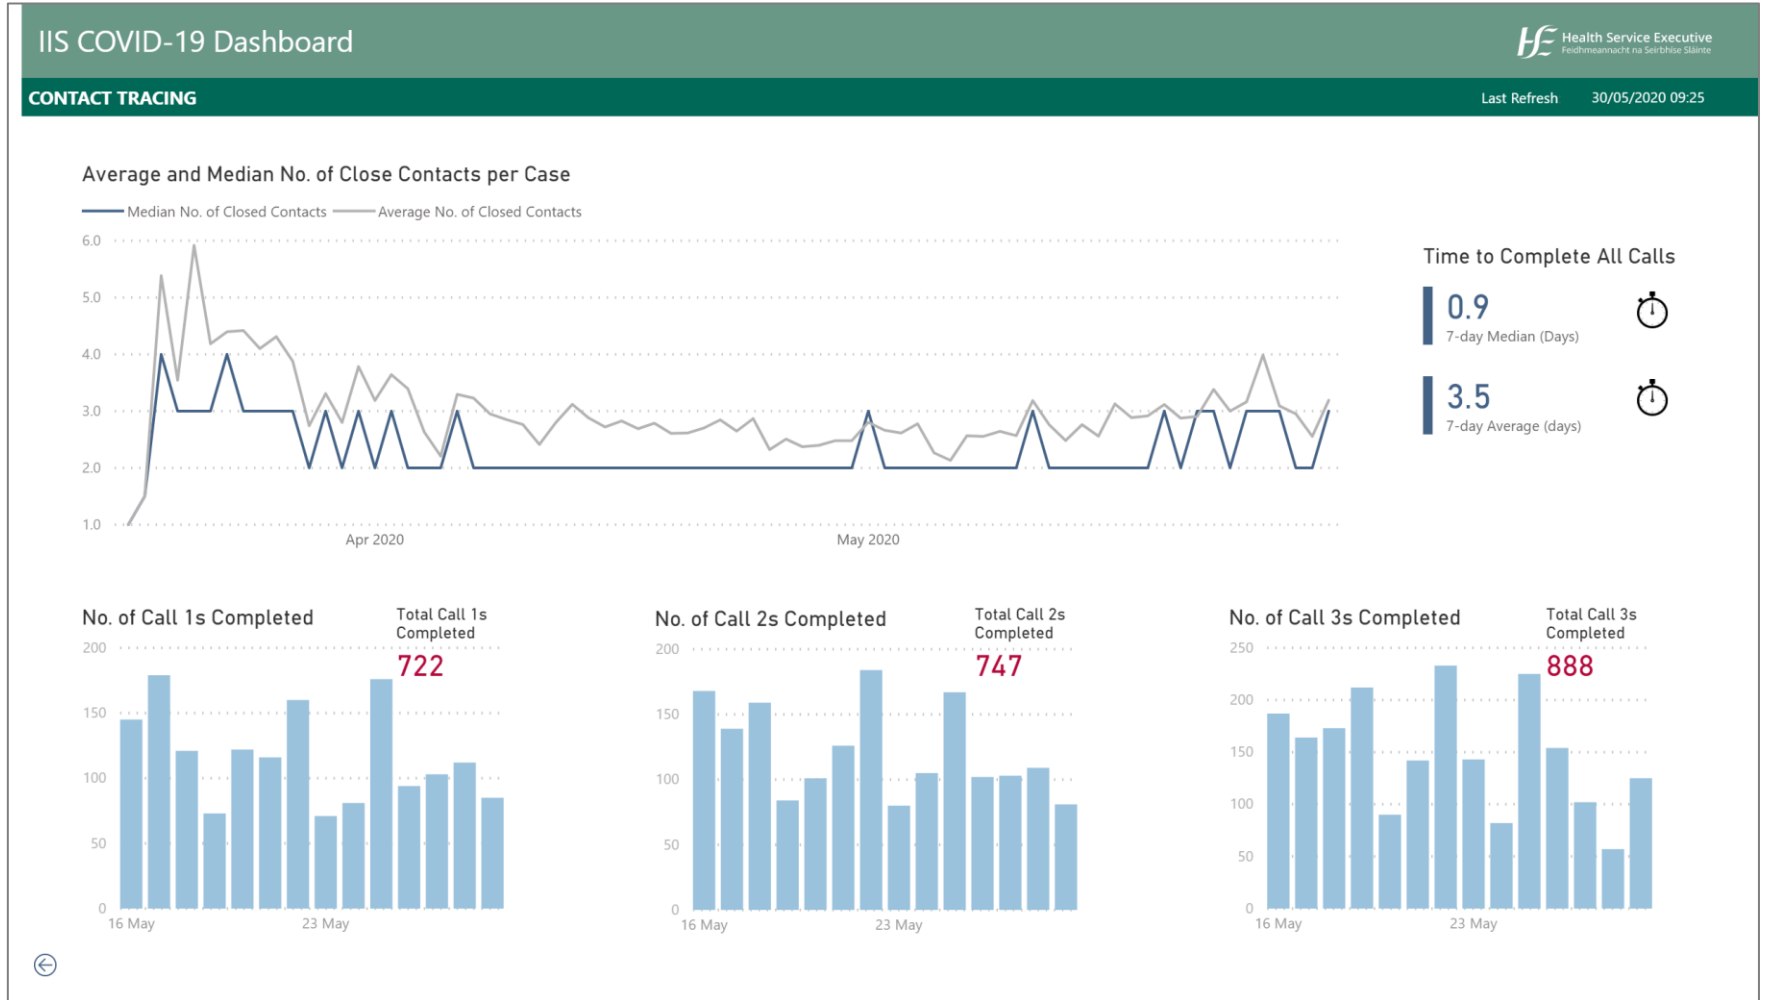 IIS COVID-19 Dashboard
Health Service Executive
Feidhmeannacht na Seirbhíse Sláinte
CONTACT TRACING
Last Refresh 30/05/2020 09:25
Average and Median No. of Close Contacts per Case
Median No. of Closed Contacts Average No. of Closed Contacts
6.0
5.0
4.0
3.0
2.0
1.0
Apr 2020 May 2020
Time to Complete All Calls
0.9
7-day Median (Days)
3.5
7-day Average (days)
No. of Call 1s Completed
Total Call 1s
Completed
722
200
150
100
50
0
16 May 23 May
No. of Call 2s Completed
Total Call 2s
Completed
747
200
150
100
50
0
16 May 23 May
No. of Call 3s Completed
Total Call 3s
Completed
888
250
200
150
100
50
0
16 May 23 May